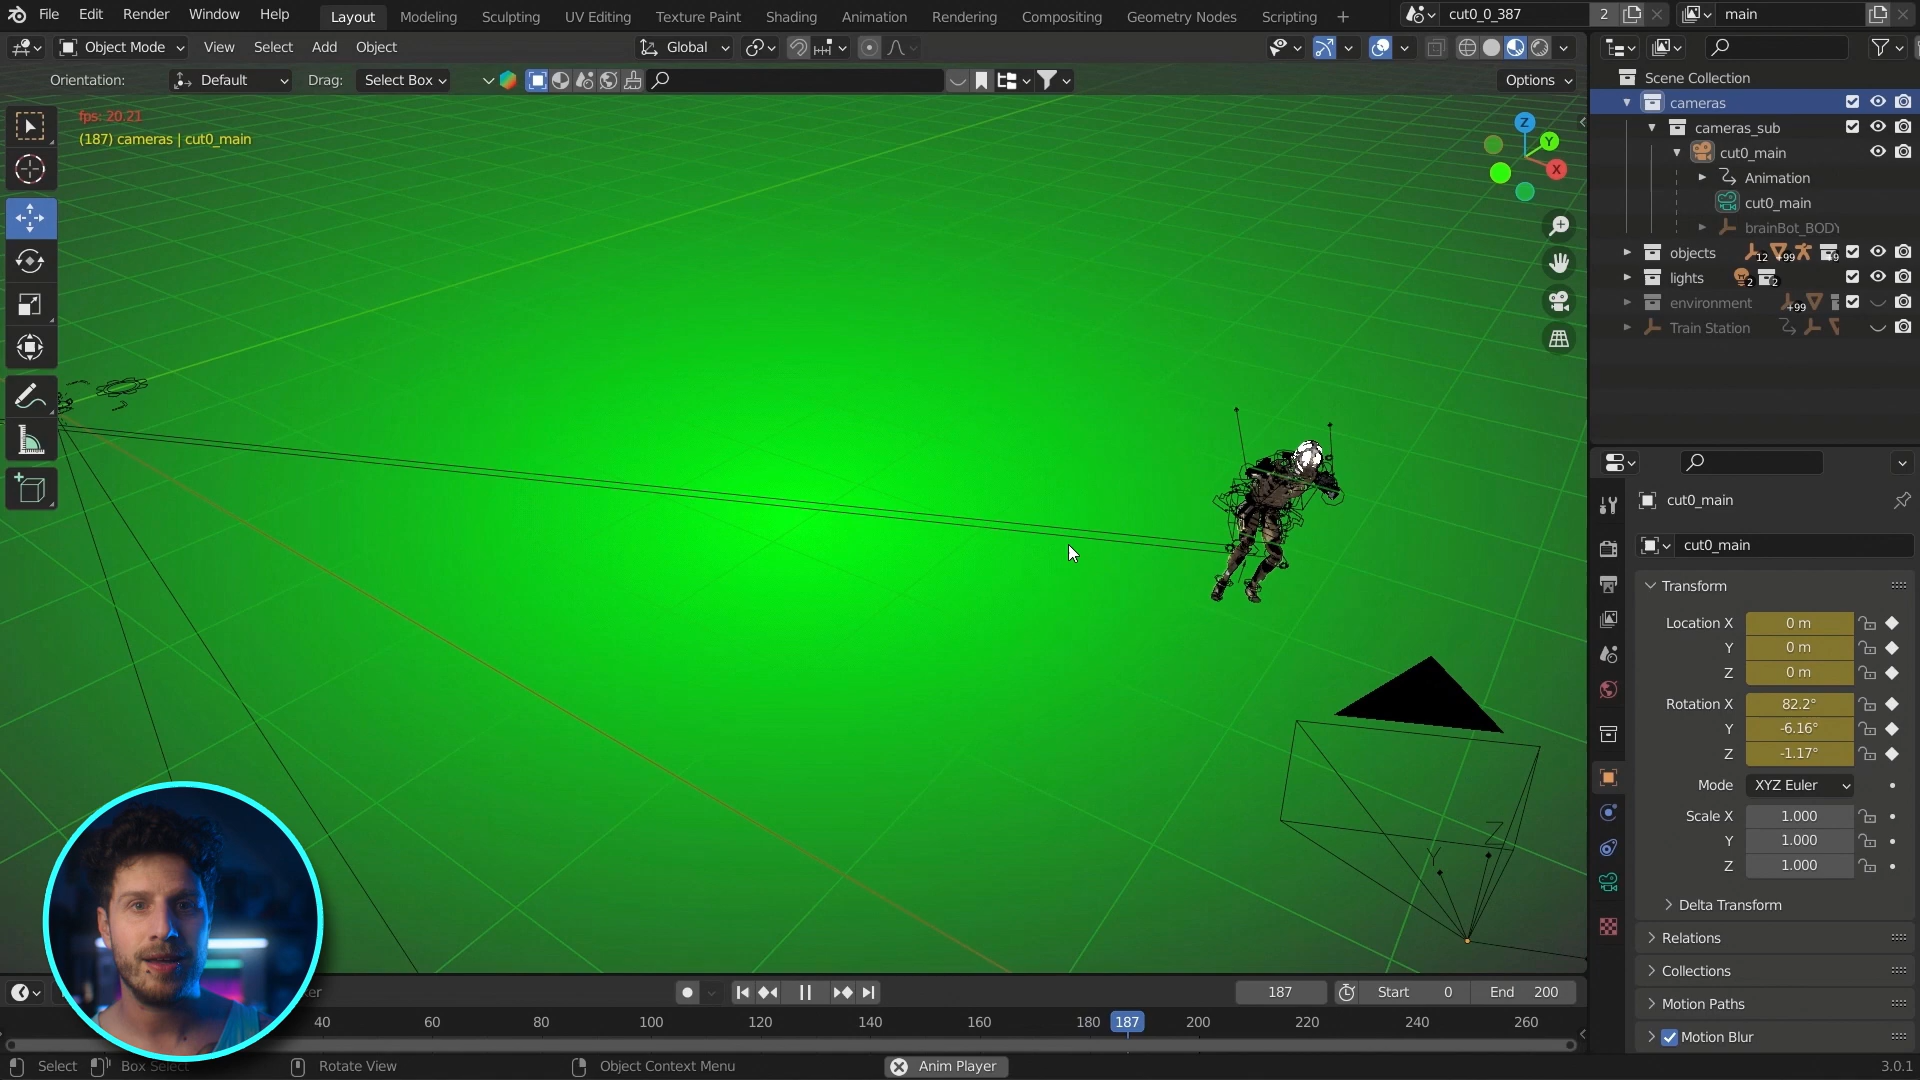 File Edit Render Window Help Layout Modeling Sculpting UV Editing Texture Paint Shading Animation Rendering Compositing Geometry Nodes Scripting cut0_0_387 2 main
Object Mode View Select Add Object Global
Orientation: Default Drag: Select Box Options
fps: 20.21
(187) cameras | cut0_main
Z
Y
X
Scene Collection
cameras
cameras_sub
cut0_main
Animation
cut0_main
brainBot_BODY
objects 12 +99 9
lights 2 2
environment +99
Train Station
cut0_main
cut0_main
Transform
Location X 0 m
Y 0 m
Z 0 m
Rotation X 82.2°
Y -6.16°
Z -1.17°
Mode XYZ Euler
Scale X 1.000
Y 1.000
Z 1.000
Delta Transform
Relations
Collections
Motion Paths
Motion Blur
Z
Y
187 Start 0 End 200
40 60 80 100 120 140 160 180 187 200 220 240 260
Select Box Select Rotate View Object Context Menu Anim Player 3.0.1